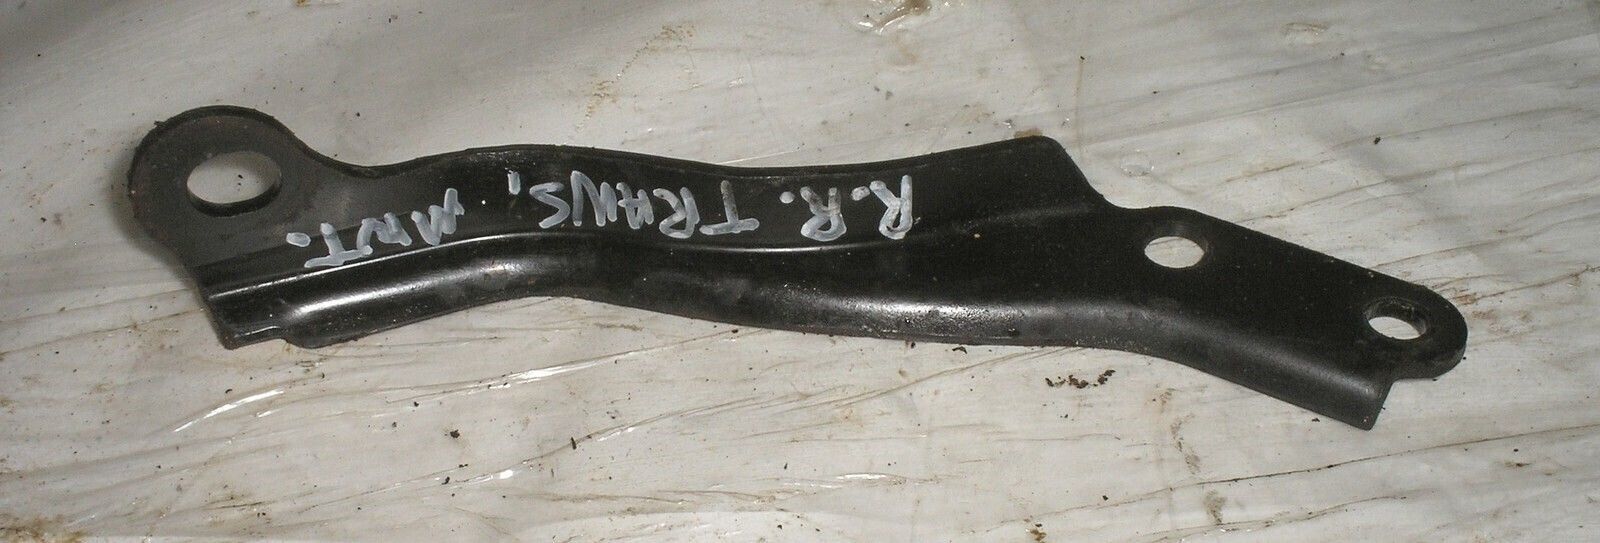 R.R. TRANS. MNT.